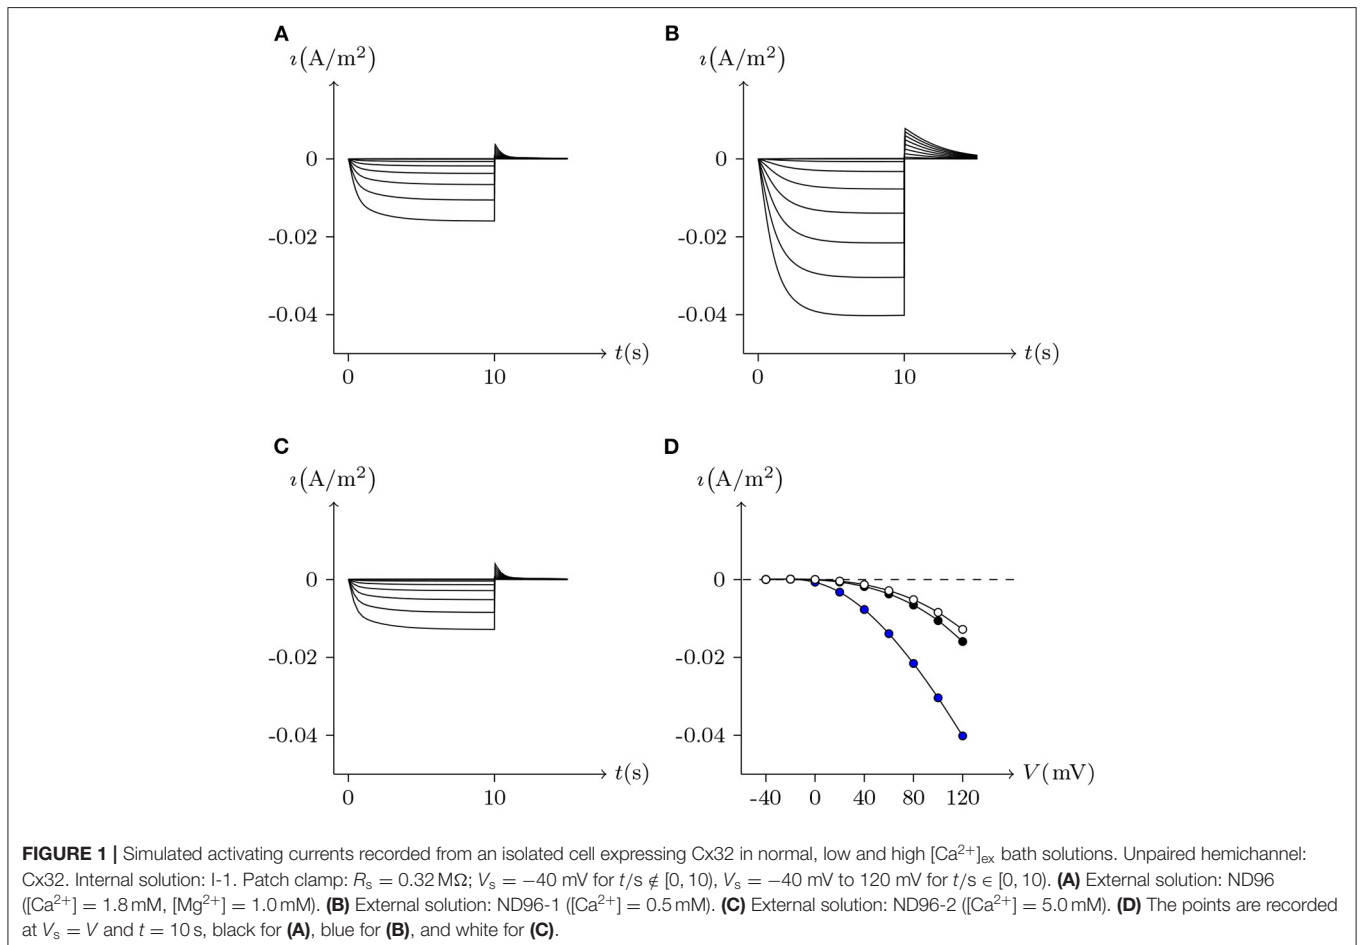 A
ı(A/m²)
0
-0.02
-0.04
0
10
t(s)
B
ı(A/m²)
0
-0.02
-0.04
0
10
t(s)
C
ı(A/m²)
0
-0.02
-0.04
0
10
t(s)
D
ı(A/m²)
0
-0.02
-0.04
-40
0
40
80
120
V(mV)
FIGURE 1 | Simulated activating currents recorded from an isolated cell expressing Cx32 in normal, low and high [Ca²⁺]ₑₓ bath solutions. Unpaired hemichannel:
Cx32. Internal solution: I-1. Patch clamp: Rₛ = 0.32 MΩ; Vₛ = −40 mV for t/s ∉ [0, 10), Vₛ = −40 mV to 120 mV for t/s ∈ [0, 10). (A) External solution: ND96
([Ca²⁺] = 1.8 mM, [Mg²⁺] = 1.0 mM). (B) External solution: ND96-1 ([Ca²⁺] = 0.5 mM). (C) External solution: ND96-2 ([Ca²⁺] = 5.0 mM). (D) The points are recorded
at Vₛ = V and t = 10 s, black for (A), blue for (B), and white for (C).